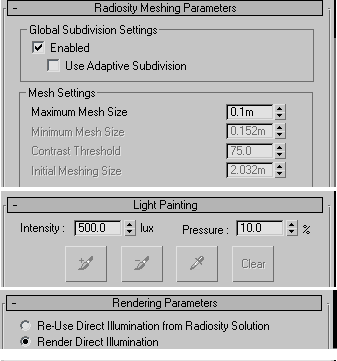 - Radiosity Meshing Parameters
Global Subdivision Settings
Enabled
Use Adaptive Subdivision
Mesh Settings
Maximum Mesh Size 0.1m
Minimum Mesh Size 0.152m
Contrast Threshold 75.0
Initial Meshing Size 2.032m
- Light Painting
Intensity : 500.0 lux Pressure : 10.0 %
Clear
- Rendering Parameters
Re-Use Direct Illumination from Radiosity Solution
Render Direct Illumination